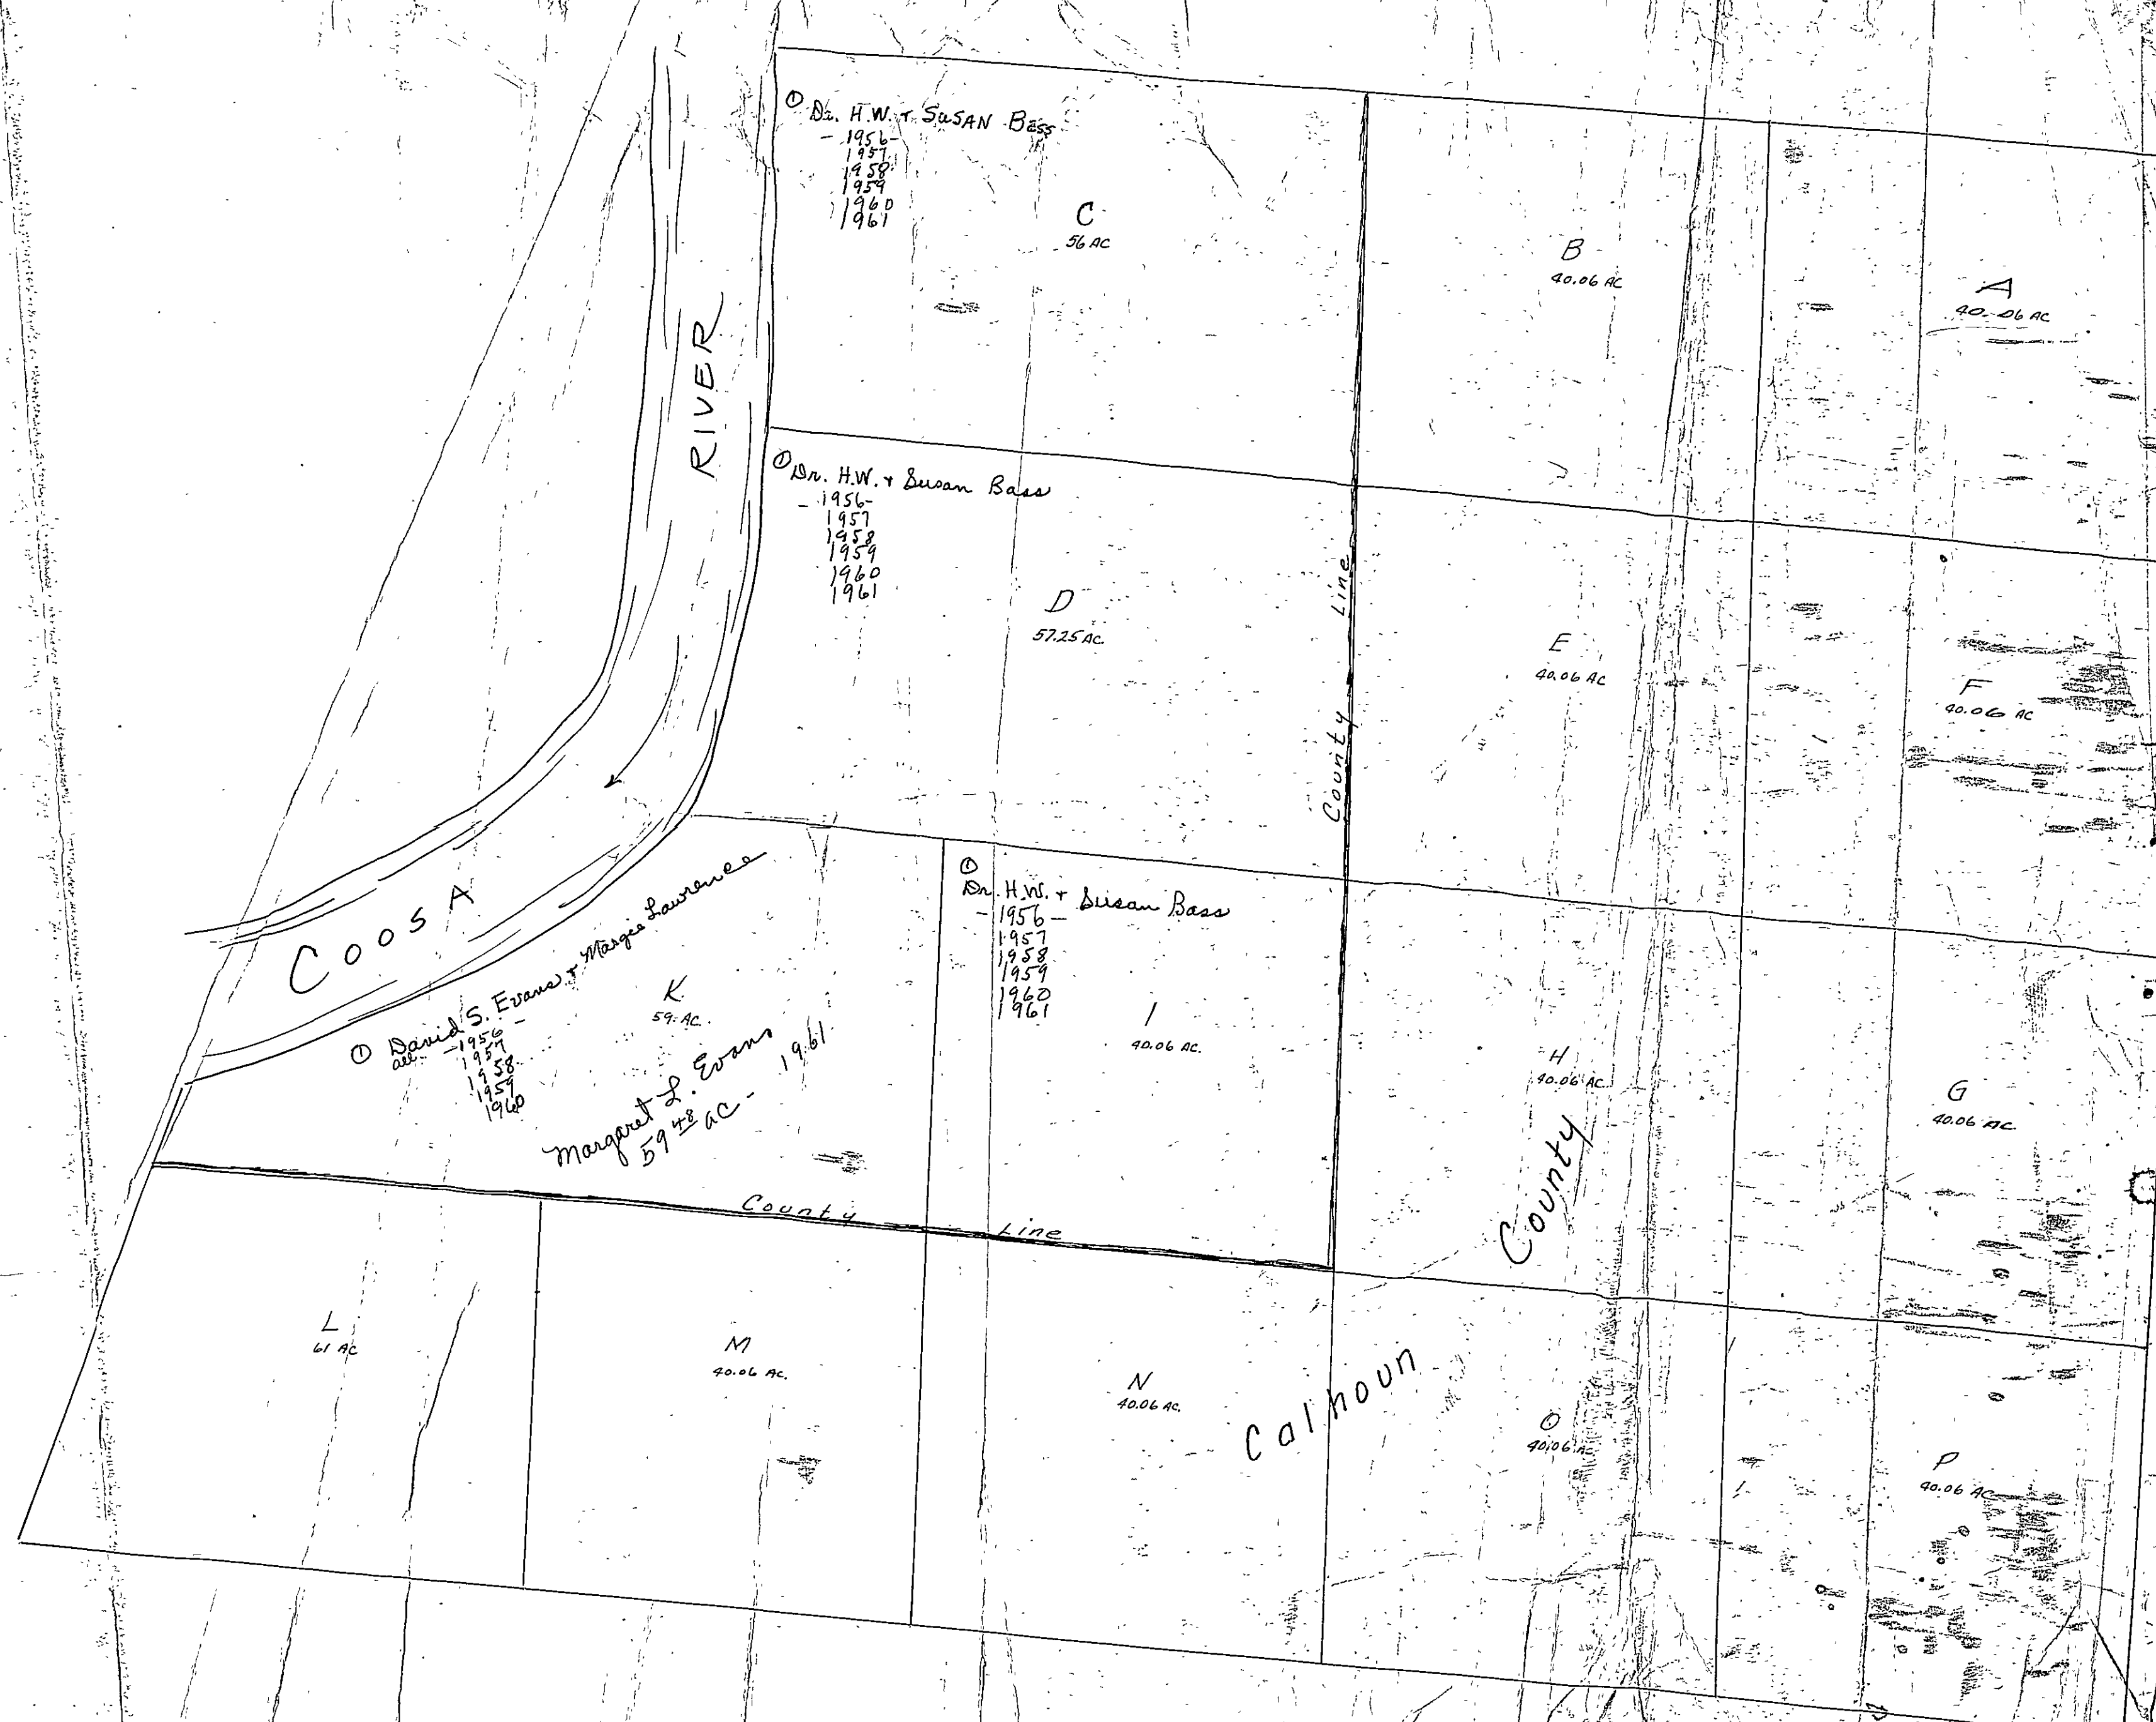 ① Dr. H.W. + SUSAN BASS
- 1956-
1957
1958
1959
1960
1961
C
56 AC
B
40.06 AC
A
40.06 AC
RIVER
① Dr. H.W. + Susan Bass
- 1956-
1957
1958
1959
1960
1961
D
57.25 AC.
County Line
E
40.06 AC
F
40.06 AC
COOSA
① David S. Evans + Margie Lawrence
all -1956-
1957
1958
1959
1960
K
59. AC.
Margaret L. Evans
59 48 AC - 1961
①
Dr. H.W. + Susan Bass
- 1956 -
1957
1958
1959
1960
1961
I
40.06 AC.
H
40.06 AC.
G
40.06 AC.
County Line
County
L
61 AC
M
40.06 AC.
N
40.06 AC.
Calhoun
O
40.06 AC
P
40.06 AC